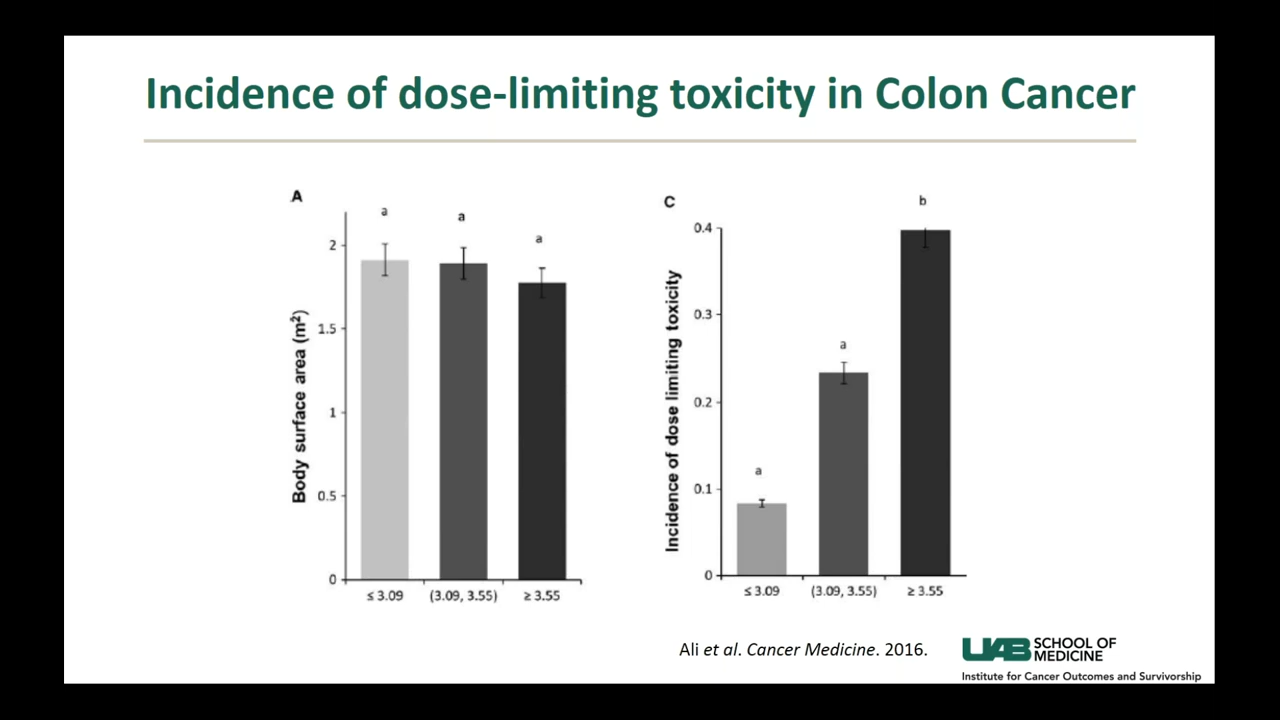 Incidence of dose-limiting toxicity in Colon Cancer
A
a
a
a
2
1.5
1
0.5
0
Body surface area (m²)
≤ 3.09
(3.09, 3.55)
≥ 3.55
C
b
a
a
0.4
0.3
0.2
0.1
0
Incidence of dose limiting toxicity
≤ 3.09
(3.09, 3.55)
≥ 3.55
Ali et al. Cancer Medicine. 2016.
UAB
SCHOOL OF
MEDICINE
Institute for Cancer Outcomes and Survivorship